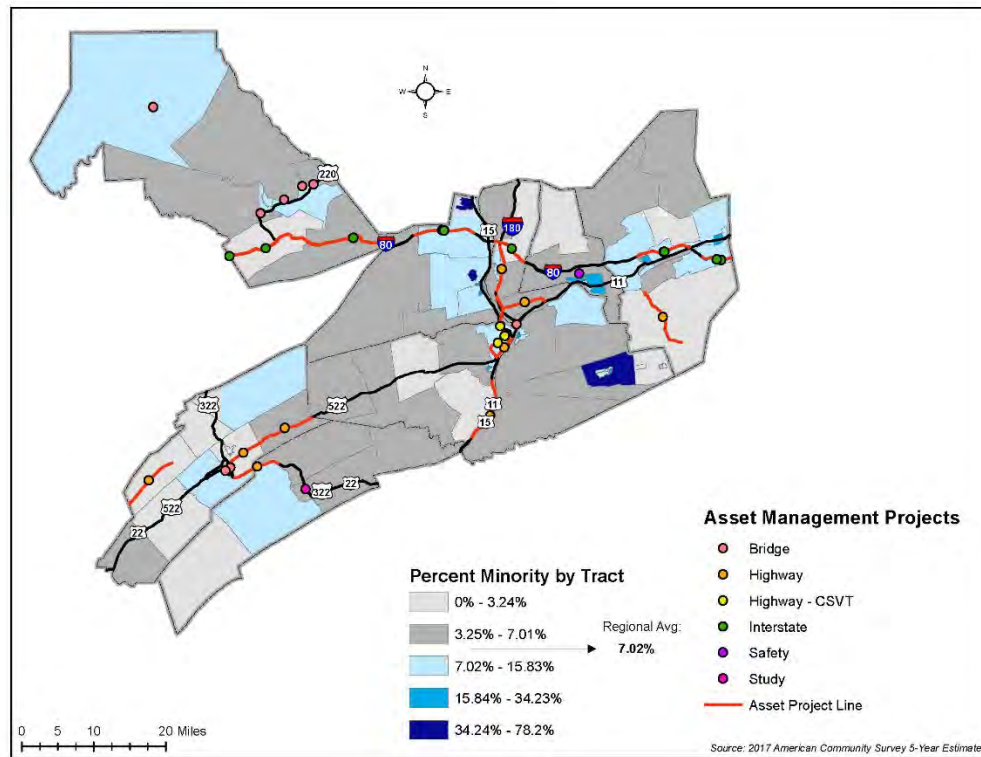 N
W E
S
220
15
180
80
80
11
322
522
11
15
322
22
522
22
Asset Management Projects
Bridge
Highway
Highway - CSVT
Interstate
Safety
Study
Asset Project Line
Percent Minority by Tract
0% - 3.24%
3.25% - 7.01%
7.02% - 15.83%
15.84% - 34.23%
34.24% - 78.2%
Regional Avg:
7.02%
0 5 10 20 Miles
Source: 2017 American Community Survey 5-Year Estimate